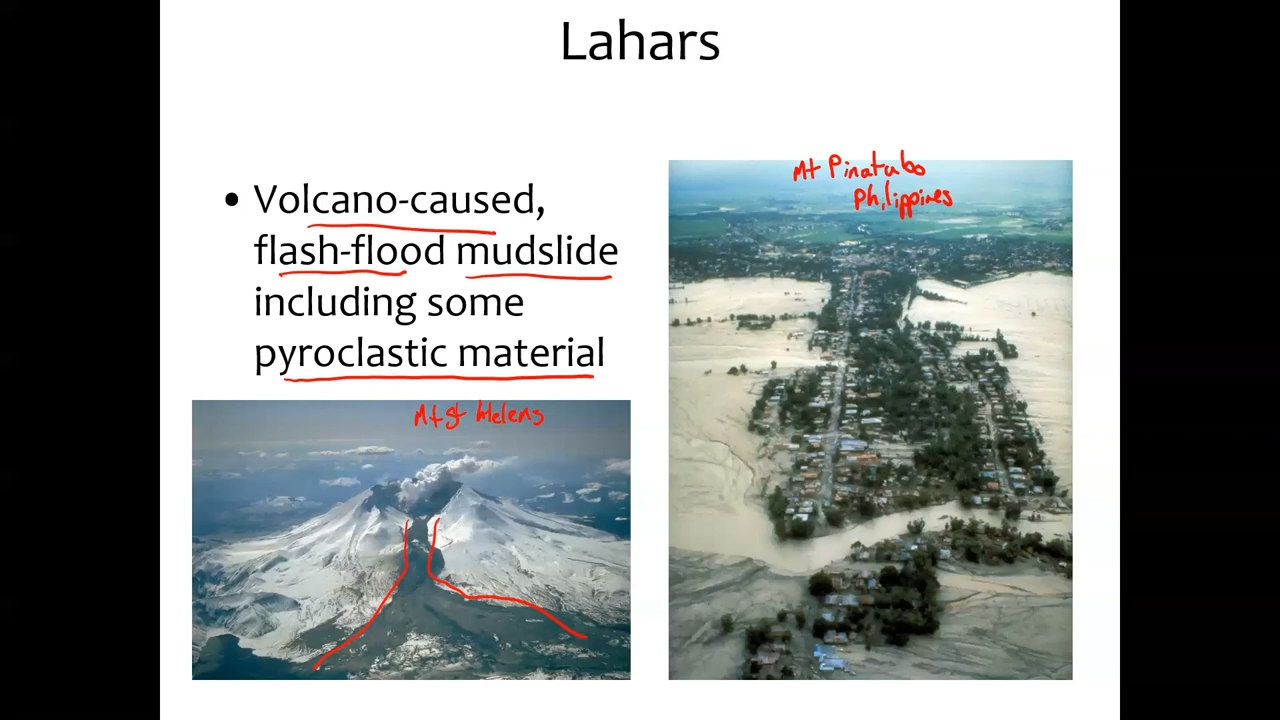 Lahars
• Volcano-caused,
flash-flood mudslide
including some
pyroclastic material
Mt St Helens
Mt Pinatubo
Philippines